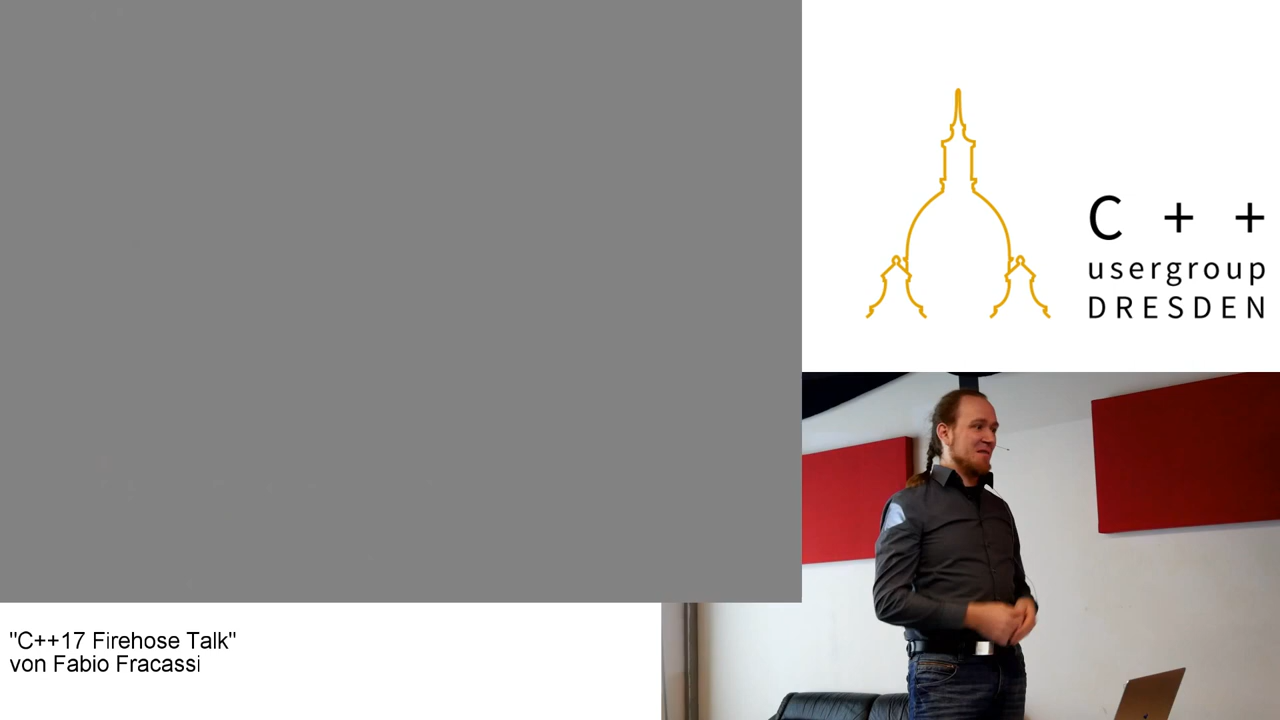 C + +
usergroup
DRESDEN
"C++17 Firehose Talk"
von Fabio Fracassi